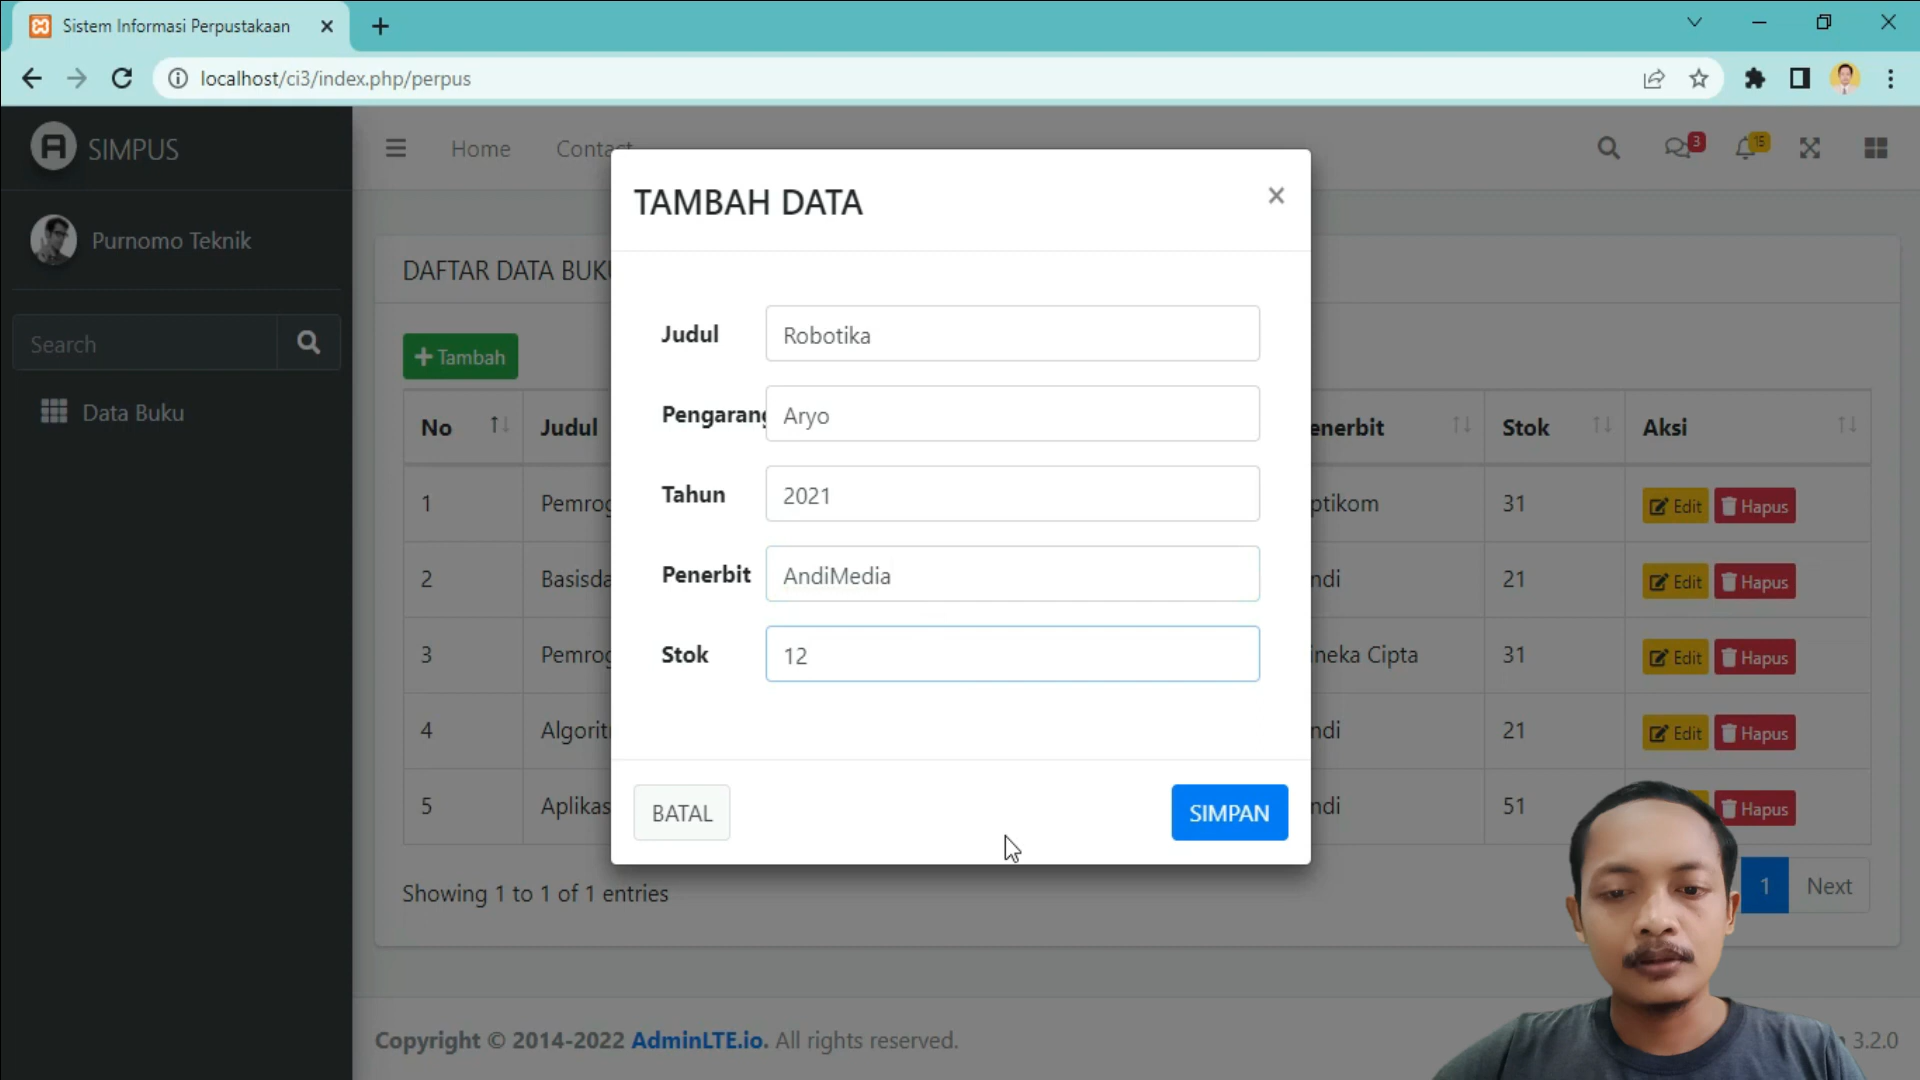 Sistem Informasi Perpustakaan
localhost/ci3/index.php/perpus
SIMPUS
Home Contact
3
15
Purnomo Teknik
Search
Data Buku
DAFTAR DATA BUKU
Tambah
No Judul enerbit Stok Aksi
1 Pemrog ptikom 31 Edit Hapus
2 Basisda ndi 21 Edit Hapus
3 Pemrog ineka Cipta 31 Edit Hapus
4 Algorit ndi 21 Edit Hapus
5 Aplikas ndi 51 Hapus
Showing 1 to 1 of 1 entries
1 Next
TAMBAH DATA
Judul Robotika
Pengarang Aryo
Tahun 2021
Penerbit AndiMedia
Stok 12
BATAL SIMPAN
Copyright © 2014-2022 AdminLTE.io. All rights reserved.
3.2.0